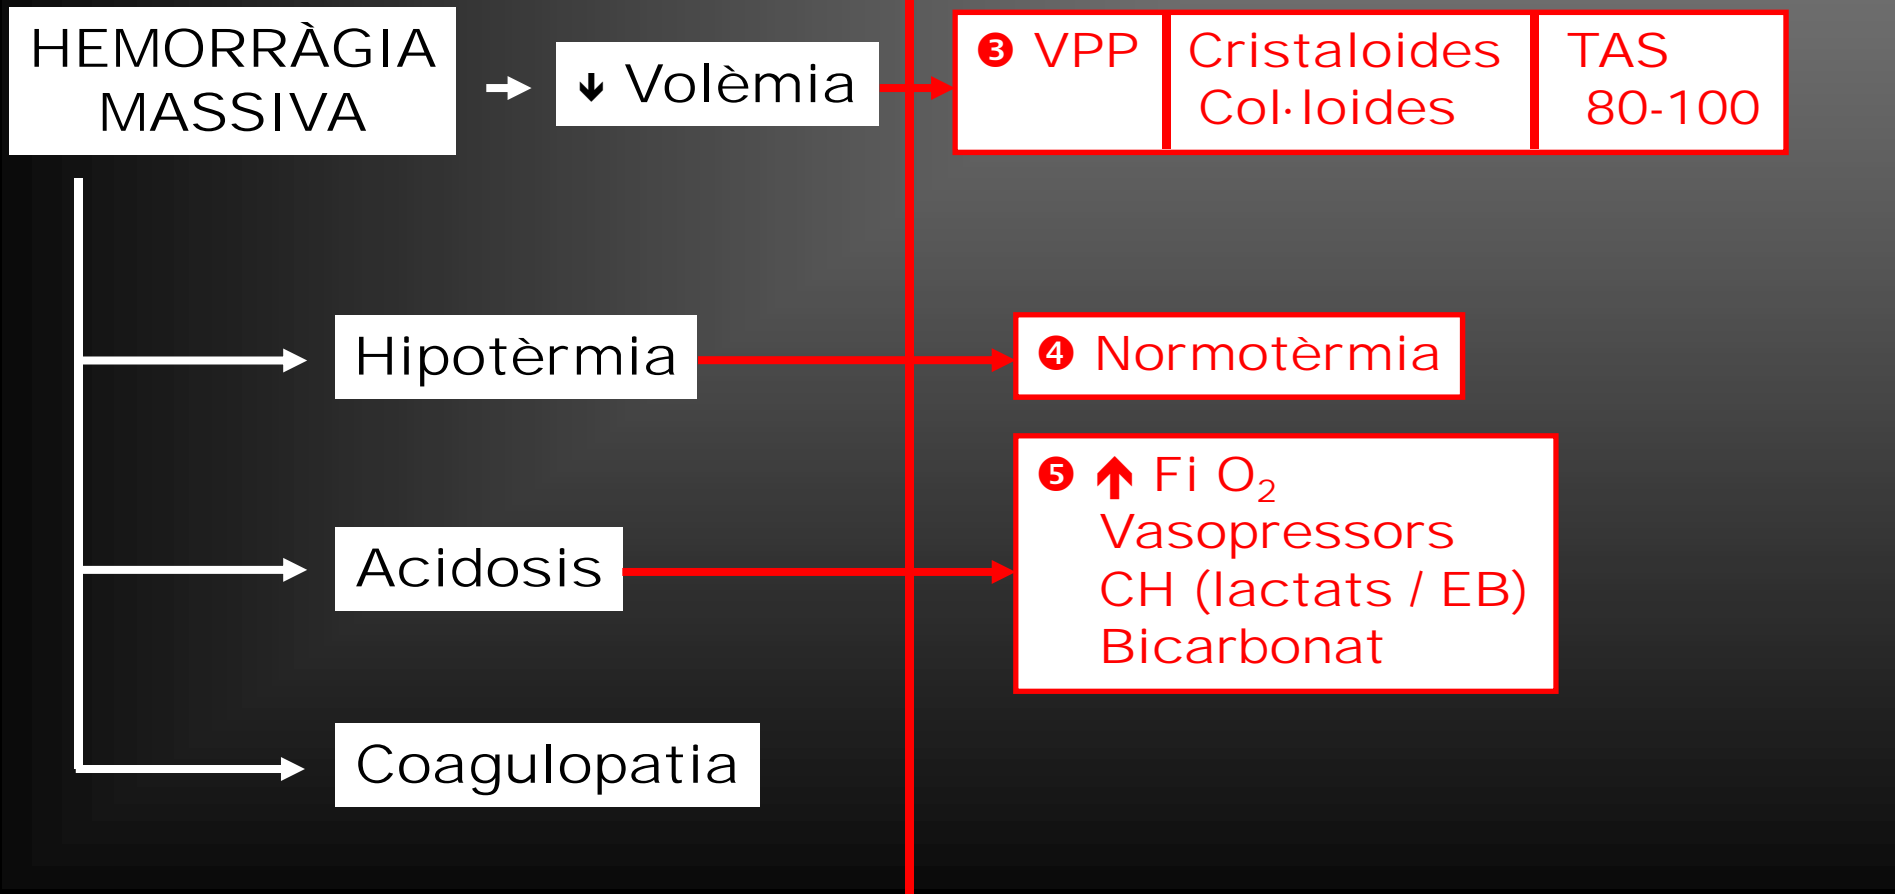 HEMORRÀGIA
MASSIVA
↓ Volèmia
❸ VPP
Cristaloides
Col·loides
TAS
80-100
Hipotèrmia
❹ Normotèrmia
Acidosis
❺ ↑ Fi O₂
Vasopressors
CH (lactats / EB)
Bicarbonat
Coagulopatia